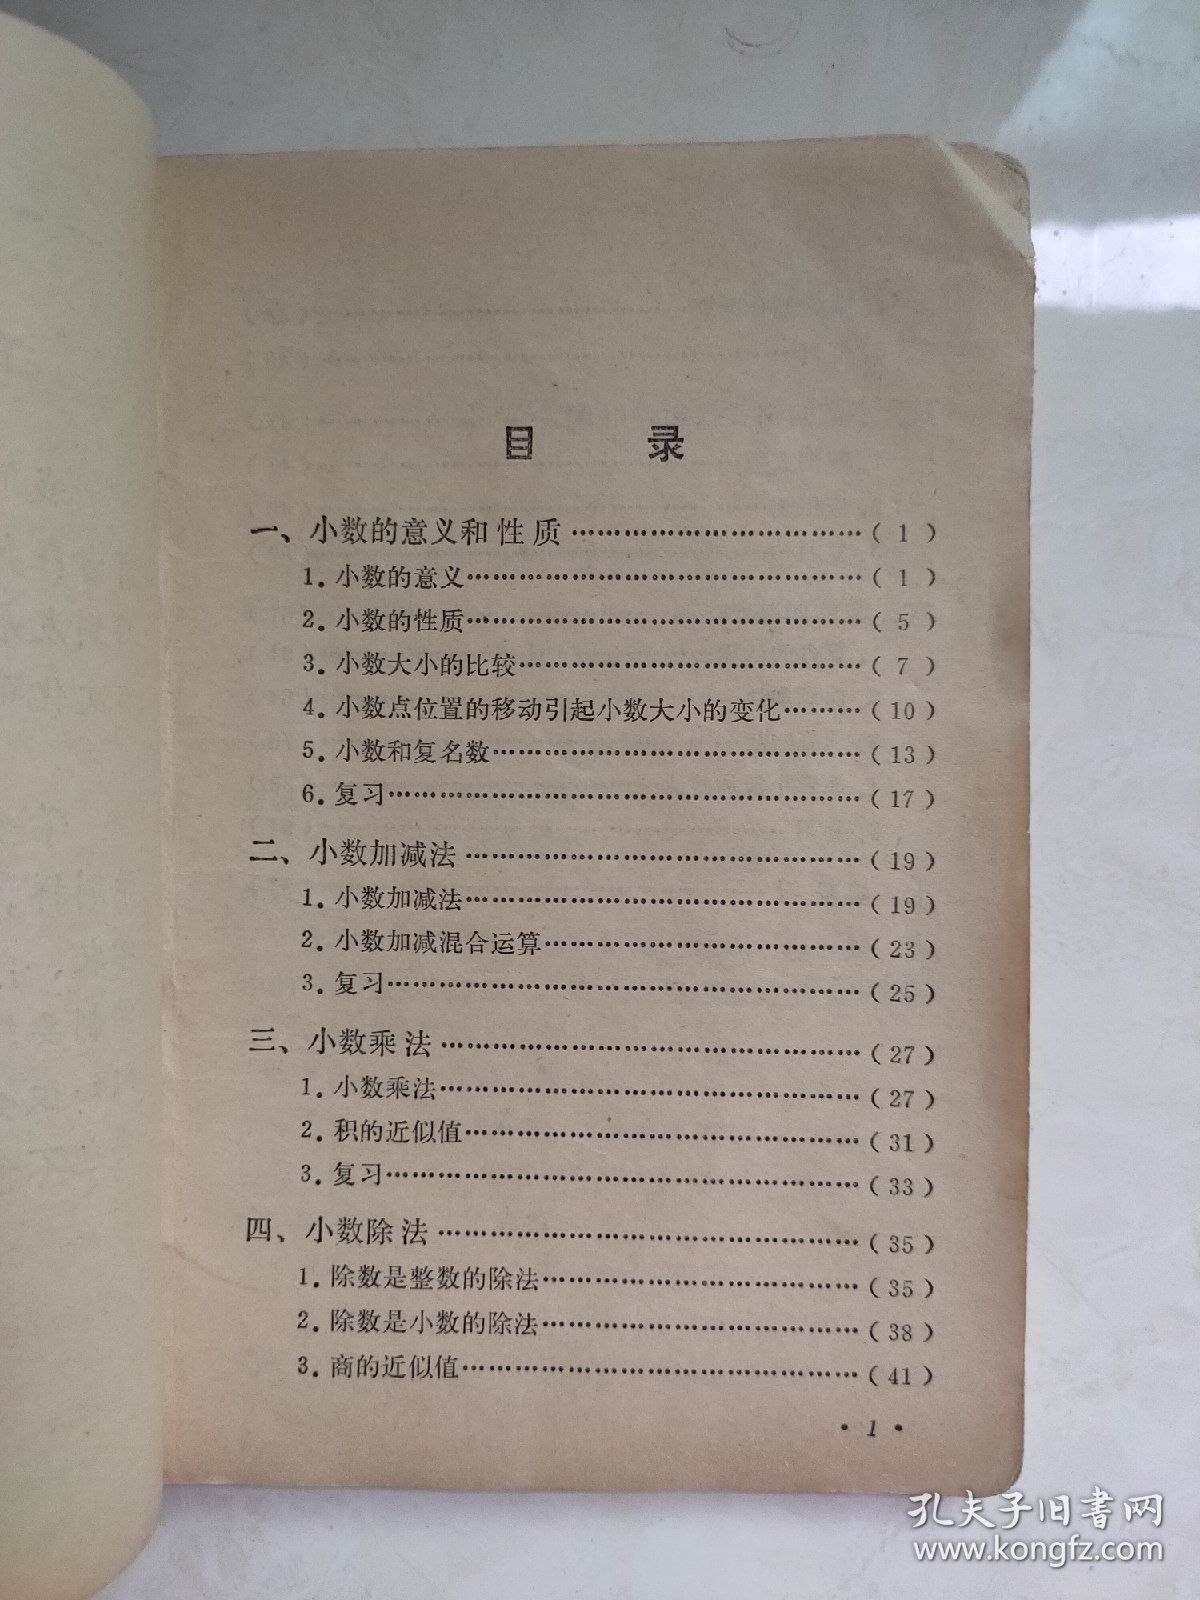 目 录
一、小数的意义和性质……………………………(1)
1.小数的意义………………………………………(1)
2.小数的性质………………………………………(5)
3.小数大小的比较…………………………………(7)
4.小数点位置的移动引起小数大小的变化………(10)
5.小数和复名数……………………………………(13)
6.复习………………………………………………(17)
二、小数加减法………………………………………(19)
1.小数加减法………………………………………(19)
2.小数加减混合运算………………………………(23)
3.复习………………………………………………(25)
三、小数乘法…………………………………………(27)
1.小数乘法…………………………………………(27)
2.积的近似值………………………………………(31)
3.复习………………………………………………(33)
四、小数除法…………………………………………(35)
1.除数是整数的除法………………………………(35)
2.除数是小数的除法………………………………(38)
3.商的近似值………………………………………(41)
·1·
孔夫子旧书网
www.kongfz.com